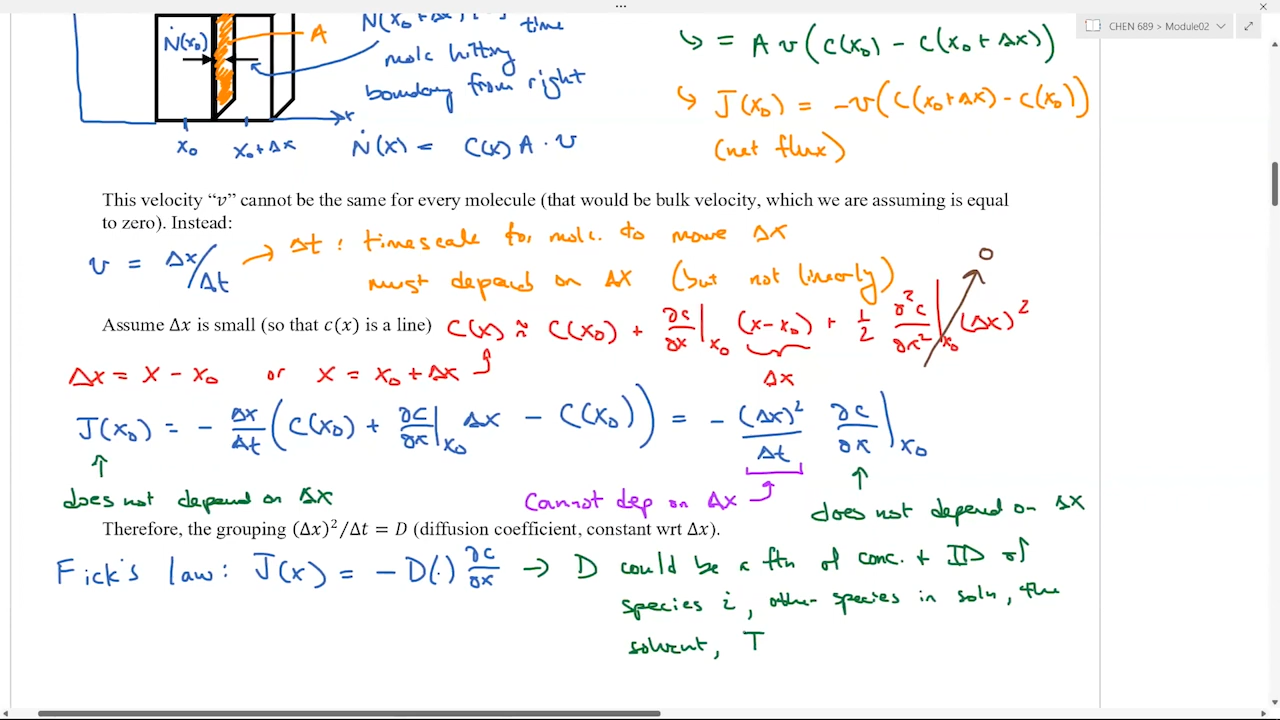 CHEN 689 > Module02
Ṅ(x₀)
A
Ṅ(x₀+Δx) time
molc hitting
boundary from right
x
x₀ x₀+Δx
Ṅ(x) = C(x) A · v
↳ = A v (C(x₀) − C(x₀+Δx))
↳ J(x₀) = −v(C(x₀+Δx) − C(x₀))
(net flux)
This velocity “v” cannot be the same for every molecule (that would be bulk velocity, which we are assuming is equal
to zero). Instead:
v = Δx/Δt → Δt : timescale for molc. to move Δx
must depend on Δx (but not linearly)
0
Assume Δx is small (so that c(x) is a line) C(x) ≈ C(x₀) + ∂c/∂x|x₀ (x−x₀) + 1/2 ∂²c/∂x²|x₀ (Δx)²
Δx
Δx = x − x₀ or x = x₀ + Δx
J(x₀) = − Δx/Δt (C(x₀) + ∂c/∂x|x₀ Δx − C(x₀)) = − (Δx)²/Δt ∂c/∂x|x₀
does not depend on Δx
Cannot dep on Δx
does not depend on Δx
Therefore, the grouping (Δx)²/Δt = D (diffusion coefficient, constant wrt Δx).
Fick's law: J(x) = −D(·) ∂c/∂x → D could be a ftn of conc. + ID of
species i, other species in soln, the
solvent, T